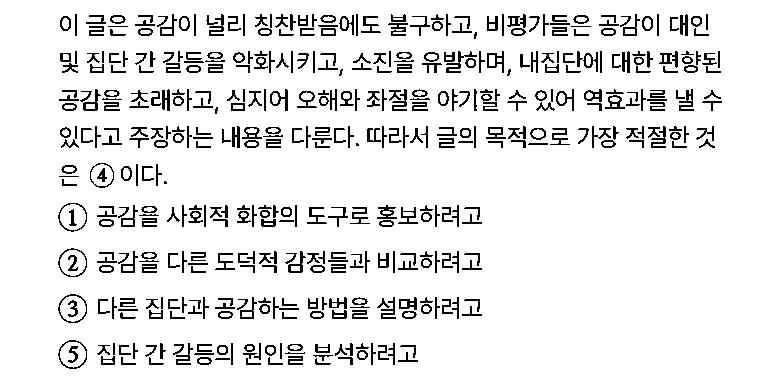 이 글은 공감이 널리 칭찬받음에도 불구하고, 비평가들은 공감이 대인
및 집단 간 갈등을 악화시키고, 소진을 유발하며, 내집단에 대한 편향된
공감을 초래하고, 심지어 오해와 좌절을 야기할 수 있어 역효과를 낼 수
있다고 주장하는 내용을 다룬다. 따라서 글의 목적으로 가장 적절한 것
은 ④이다.
① 공감을 사회적 화합의 도구로 홍보하려고
② 공감을 다른 도덕적 감정들과 비교하려고
③ 다른 집단과 공감하는 방법을 설명하려고
⑤ 집단 간 갈등의 원인을 분석하려고